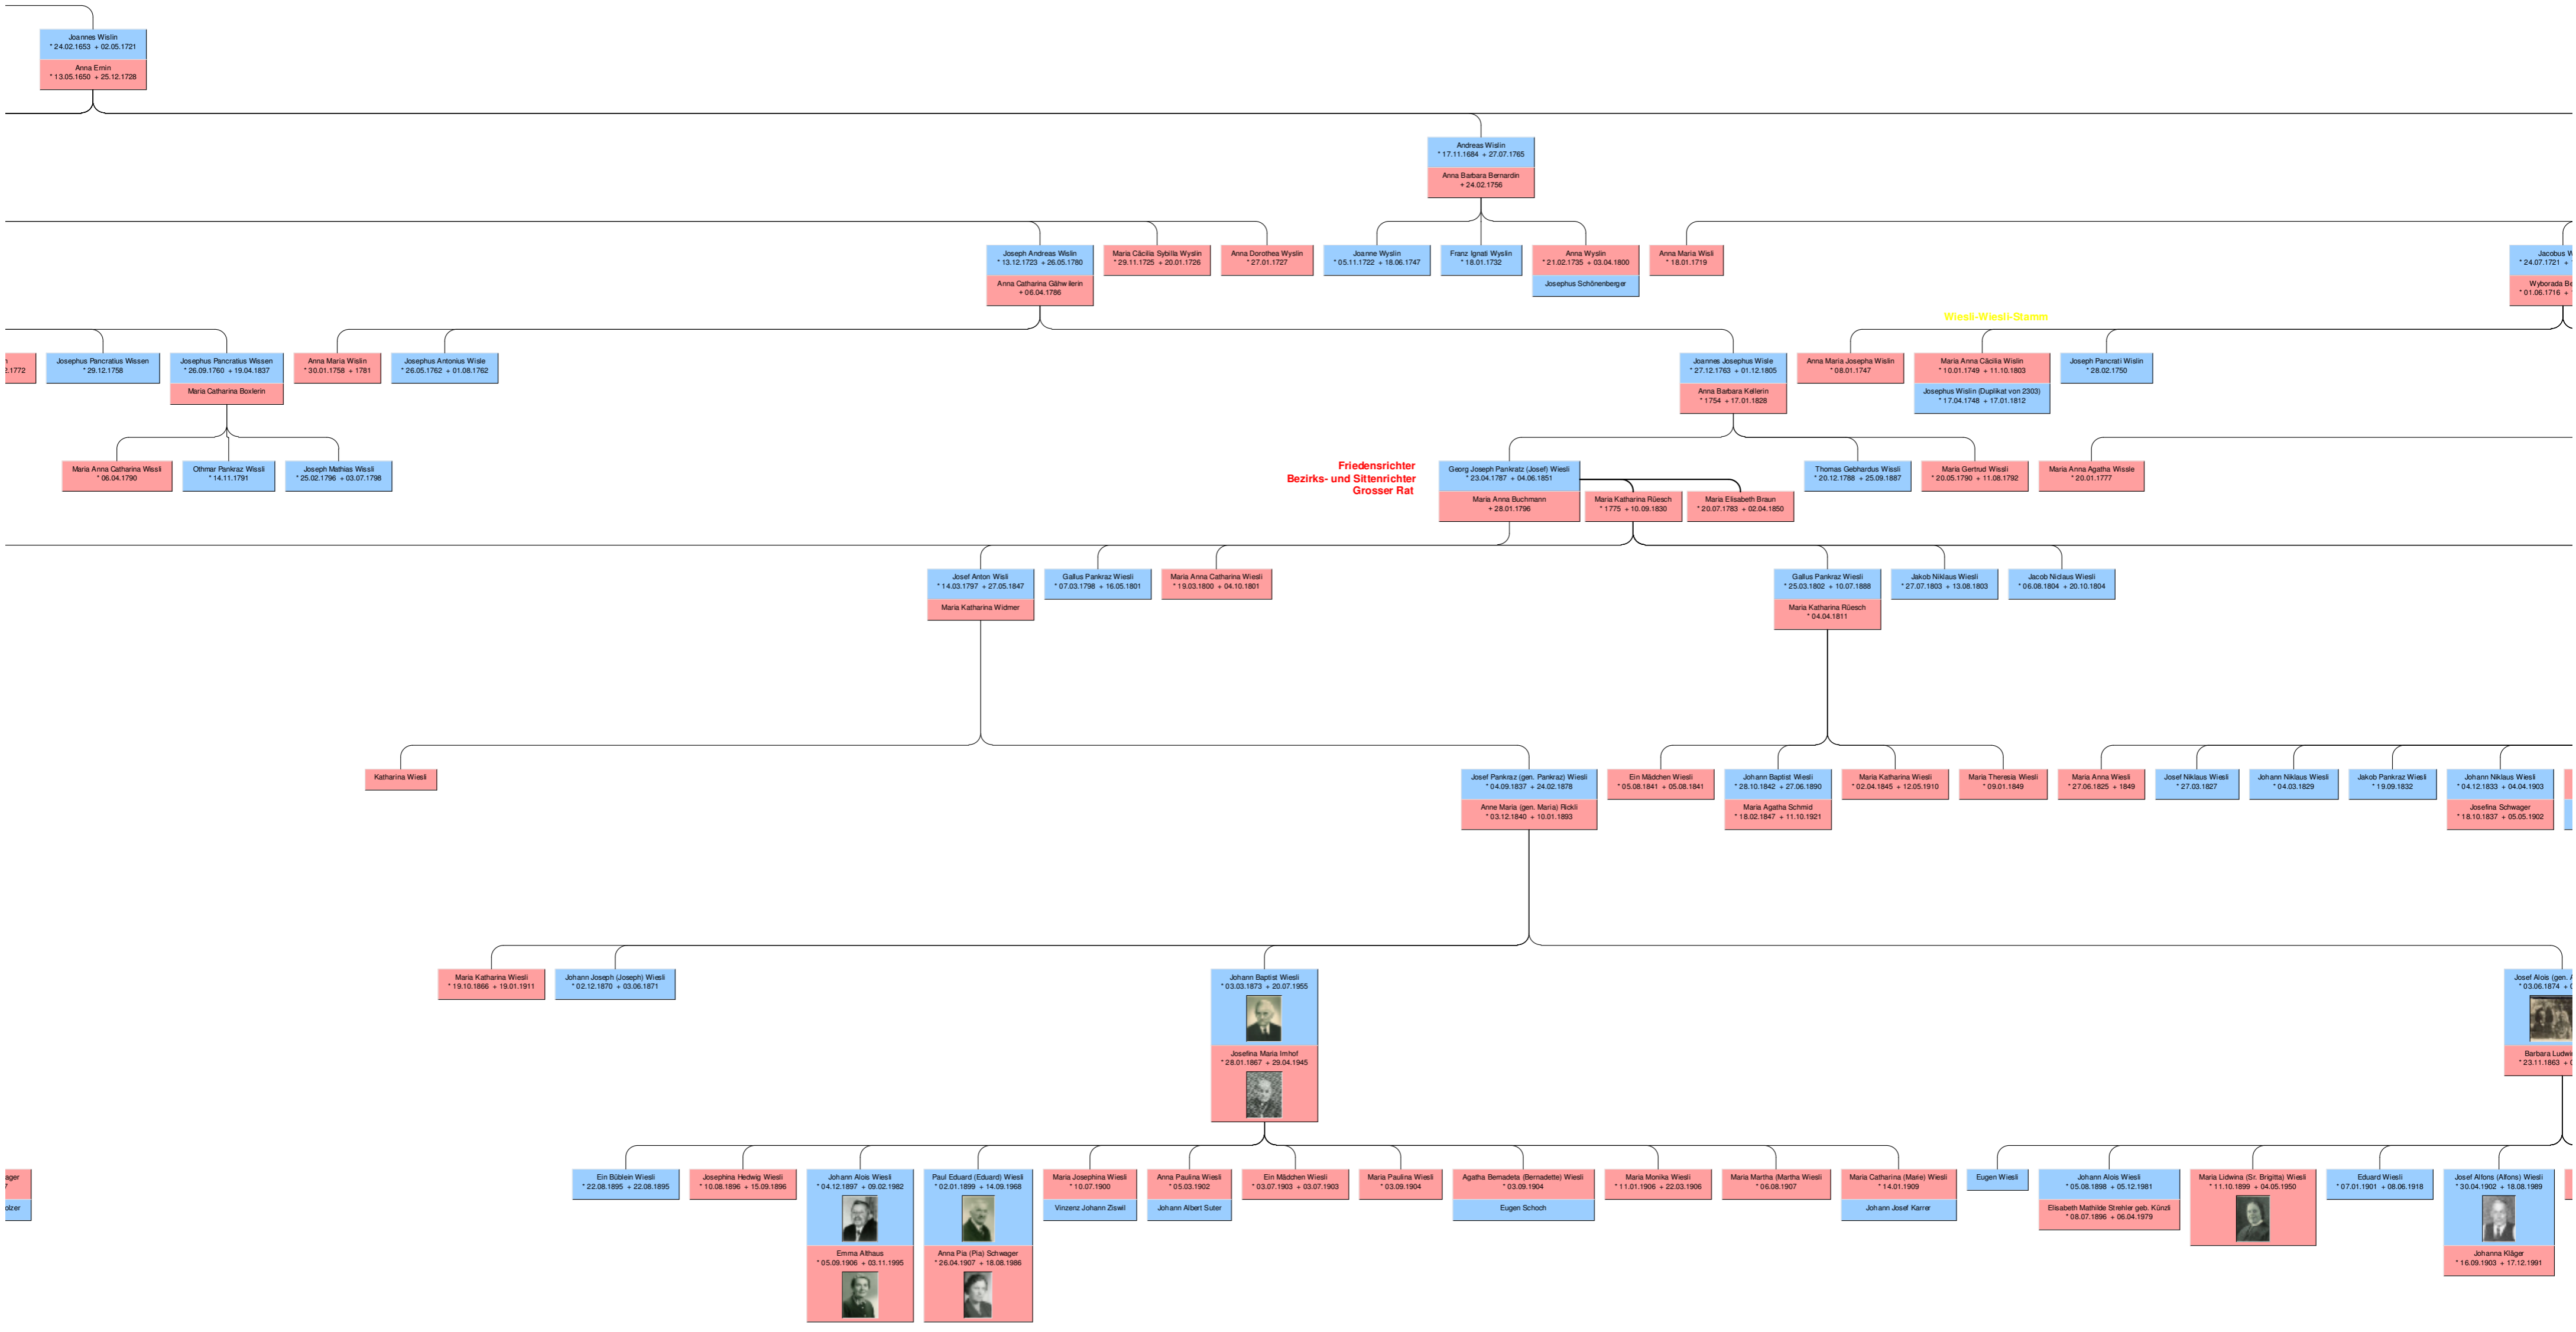 Joannes Wislin
* 24.02.1653 + 02.05.1721
Anna Ernin
* 13.05.1650 + 25.12.1728
Andreas Wislin
* 17.11.1684 + 27.07.1765
Anna Barbara Bernardin
+ 24.02.1756
Joseph Andreas Wislin
* 13.12.1723 + 26.05.1780
Anna Catharina Gähwilerin
+ 06.04.1786
Maria Cäcilia Sybilla Wyslin
* 29.11.1725 + 20.01.1726
Anna Dorothea Wyslin
* 27.01.1727
Joanne Wyslin
* 05.11.1722 + 18.06.1747
Franz Ignati Wyslin
* 18.01.1732
Anna Wyslin
* 21.02.1735 + 03.04.1800
Josephus Schönenberger
Anna Maria Wisli
* 18.01.1719
Jacobus W
* 24.07.1721 +
Wyborada Be
* 01.06.1716 +
Wiesli-Wiesli-Stamm
2.1772
Josephus Pancratius Wissen
* 29.12.1758
Josephus Pancratius Wissen
* 26.09.1760 + 19.04.1837
Maria Catharina Boxlerin
Anna Maria Wislin
* 30.01.1758 + 1781
Josephus Antonius Wisle
* 26.05.1762 + 01.08.1762
Joannes Josephus Wisle
* 27.12.1763 + 01.12.1805
Anna Barbara Kellerin
* 1754 + 17.01.1828
Anna Maria Josepha Wislin
* 08.01.1747
Maria Anna Cäcilia Wislin
* 10.01.1749 + 11.10.1803
Josephus Wislin (Duplikat von 2303)
* 17.04.1748 + 17.01.1812
Joseph Pancrati Wislin
* 28.02.1750
Maria Anna Catharina Wissli
* 06.04.1790
Othmar Pankraz Wissli
* 14.11.1791
Joseph Mathias Wissli
* 25.02.1796 + 03.07.1796
Friedensrichter
Bezirks- und Sittenrichter
Grosser Rat
Georg Joseph Pankratz (Josef) Wiesli
* 23.04.1787 + 04.06.1851
Maria Anna Buchmann
+ 28.01.1796
Maria Katharina Rüesch
* 1775 + 10.09.1830
Maria Elisabeth Braun
* 20.07.1783 + 02.04.1850
Thomas Gebhardus Wissli
* 20.12.1788 + 25.09.1887
Maria Gertrud Wissli
* 20.05.1790 + 11.08.1792
Maria Anna Agatha Wissle
* 20.01.1777
Josef Anton Wisli
* 14.03.1797 + 27.05.1847
Maria Katharina Widmer
Gallus Pankraz Wiesli
* 07.03.1798 + 16.05.1801
Maria Anna Catharina Wiesli
* 19.03.1800 + 04.10.1801
Gallus Pankraz Wiesli
* 25.03.1802 + 10.07.1888
Maria Katharina Rüesch
* 04.04.1811
Jakob Niklaus Wiesli
* 27.07.1803 + 13.08.1803
Jacob Niclaus Wiesli
* 06.08.1804 + 20.10.1804
Katharina Wiesli
Josef Pankraz (gen. Pankraz) Wiesli
* 04.09.1837 + 24.02.1878
Anne Maria (gen. Maria) Rickli
* 03.12.1840 + 10.01.1893
Ein Mädchen Wiesli
* 05.08.1841 + 05.08.1841
Johann Baptist Wiesli
* 28.10.1842 + 27.06.1890
Maria Agatha Schmid
* 18.02.1847 + 11.10.1921
Maria Katharina Wiesli
* 02.04.1845 + 12.05.1910
Maria Theresia Wiesli
* 09.01.1849
Maria Anna Wiesli
* 27.06.1825 + 1849
Josef Niklaus Wiesli
* 27.03.1827
Johann Niklaus Wiesli
* 04.03.1829
Jakob Pankraz Wiesli
* 19.09.1832
Johann Niklaus Wiesli
* 04.12.1833 + 04.04.1903
Josefina Schwager
* 18.10.1837 + 05.05.1902
Maria Katharina Wiesli
* 19.10.1866 + 19.01.1911
Johann Joseph (Joseph) Wiesli
* 02.12.1870 + 03.06.1871
Johann Baptist Wiesli
* 03.03.1873 + 20.07.1955
Josefina Maria Imhof
* 28.01.1867 + 29.04.1945
Josef Alois (gen. A
* 03.06.1874 + 0
Barbara Ludwi
* 23.11.1863 + 0
ager
7
olzer
Ein Büblein Wiesli
* 22.08.1895 + 22.08.1895
Josephina Hedwig Wiesli
* 10.08.1896 + 15.09.1896
Johann Alois Wiesli
* 04.12.1897 + 09.02.1982
Emma Althaus
* 05.09.1906 + 03.11.1995
Paul Eduard (Eduard) Wiesli
* 02.01.1899 + 14.09.1968
Anna Pia (Pia) Schwager
* 26.04.1907 + 18.08.1986
Maria Josephina Wiesli
* 10.07.1900
Vinzenz Johann Ziswil
Anna Paulina Wiesli
* 05.03.1902
Johann Albert Suter
Ein Mädchen Wiesli
* 03.07.1903 + 03.07.1903
Maria Paulina Wiesli
* 03.09.1904
Agatha Bernadeta (Bernadette) Wiesli
* 03.09.1904
Eugen Schoch
Maria Monika Wiesli
* 11.01.1906 + 22.03.1906
Maria Martha (Martha Wiesli
* 06.08.1907
Maria Catharina (Marie) Wiesli
* 14.01.1909
Johann Josef Karrer
Eugen Wiesli
Johann Alois Wiesli
* 05.08.1898 + 05.12.1981
Elisabeth Mathilde Strehler geb. Künzli
* 08.07.1896 + 06.04.1979
Maria Lidwina (Sr. Brigitta) Wiesli
* 11.10.1899 + 04.05.1950
Eduard Wiesli
* 07.01.1901 + 08.06.1918
Josef Alfons (Alfons) Wiesli
* 30.04.1902 + 18.08.1989
Johanna Kläger
* 16.09.1903 + 17.12.1991